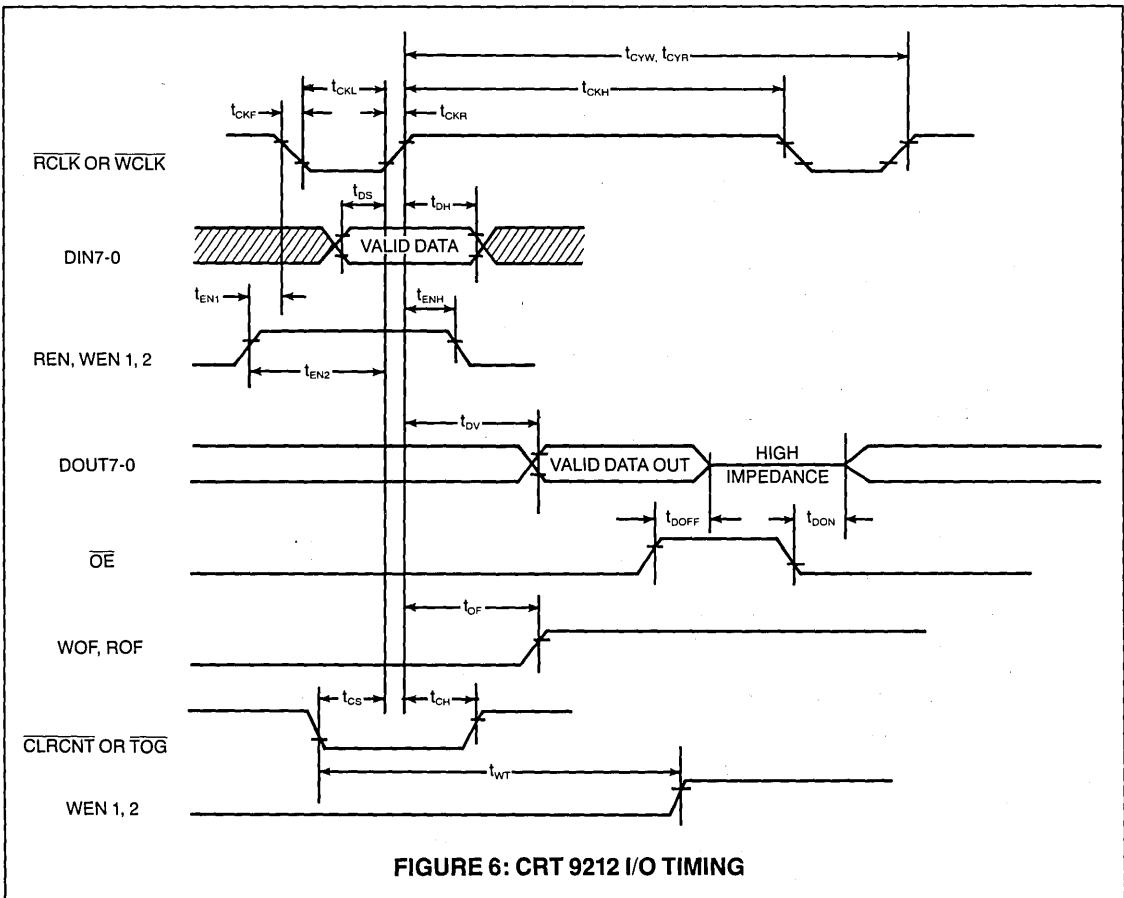 tCYW, tCYR
tCKL
tCKH
tCKF
tCKR
RCLK OR WCLK
tDS
tDH
VALID DATA
DIN7-0
tEN1
tENH
REN, WEN 1, 2
tEN2
tDV
DOUT7-0
VALID DATA OUT
HIGH
IMPEDANCE
tDOFF
tDON
OE
tOF
WOF, ROF
tCS
tCH
CLRCNT OR TOG
tWT
WEN 1, 2
FIGURE 6: CRT 9212 I/O TIMING